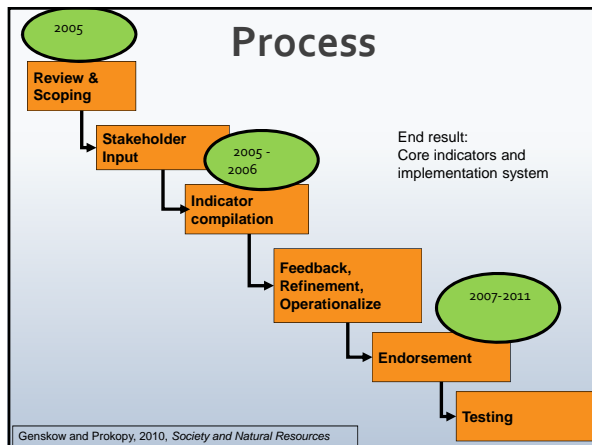 Process
2005
Review &
Scoping
Stakeholder
Input
2005 -
2006
End result:
Core indicators and
implementation system
Indicator
compilation
Feedback,
Refinement,
Operationalize
2007-2011
Endorsement
Testing
Genskow and Prokopy, 2010, Society and Natural Resources